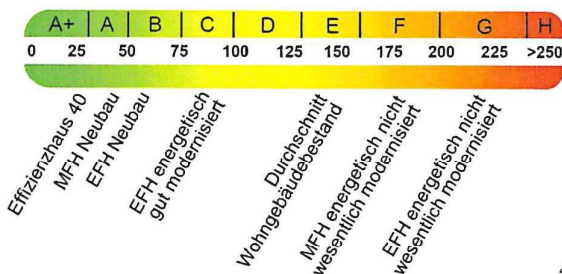 A+ A B C D E F G H
0 25 50 75 100 125 150 175 200 225 >250
Effizienzhaus 40
MFH Neubau
EFH Neubau
EFH energetisch
gut modernisiert
Durchschnitt
Wohngebäudebestand
MFH energetisch nicht
wesentlich modernisiert
EFH energetisch nicht
wesentlich modernisiert